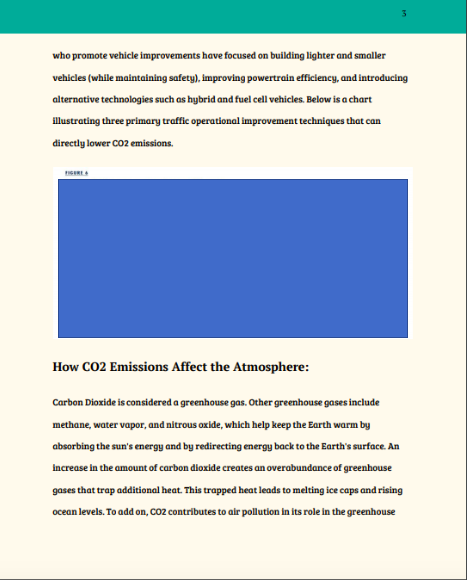 3
who promote vehicle improvements have focused on building lighter and smaller
vehicles (while maintaining safety), improving powertrain efficiency, and introducing
alternative technologies such as hybrid and fuel cell vehicles. Below is a chart
illustrating three primary traffic operational improvement techniques that can
directly lower CO2 emissions.
FIGURE 6
How CO2 Emissions Affect the Atmosphere:
Carbon Dioxide is considered a greenhouse gas. Other greenhouse gases include
methane, water vapor, and nitrous oxide, which help keep the Earth warm by
absorbing the sun's energy and by redirecting energy back to the Earth's surface. An
increase in the amount of carbon dioxide creates an overabundance of greenhouse
gases that trap additional heat. This trapped heat leads to melting ice caps and rising
ocean levels. To add on, CO2 contributes to air pollution in its role in the greenhouse